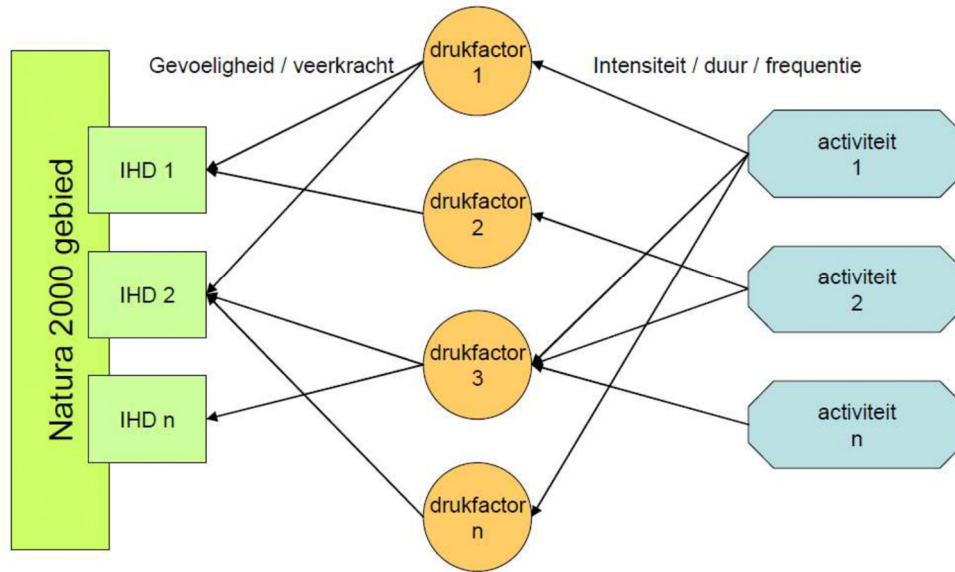 Natura 2000 gebied
Gevoeligheid / veerkracht
Intensiteit / duur / frequentie
IHD 1
IHD 2
IHD n
drukfactor
1
drukfactor
2
drukfactor
3
drukfactor
n
activiteit
1
activiteit
2
activiteit
n